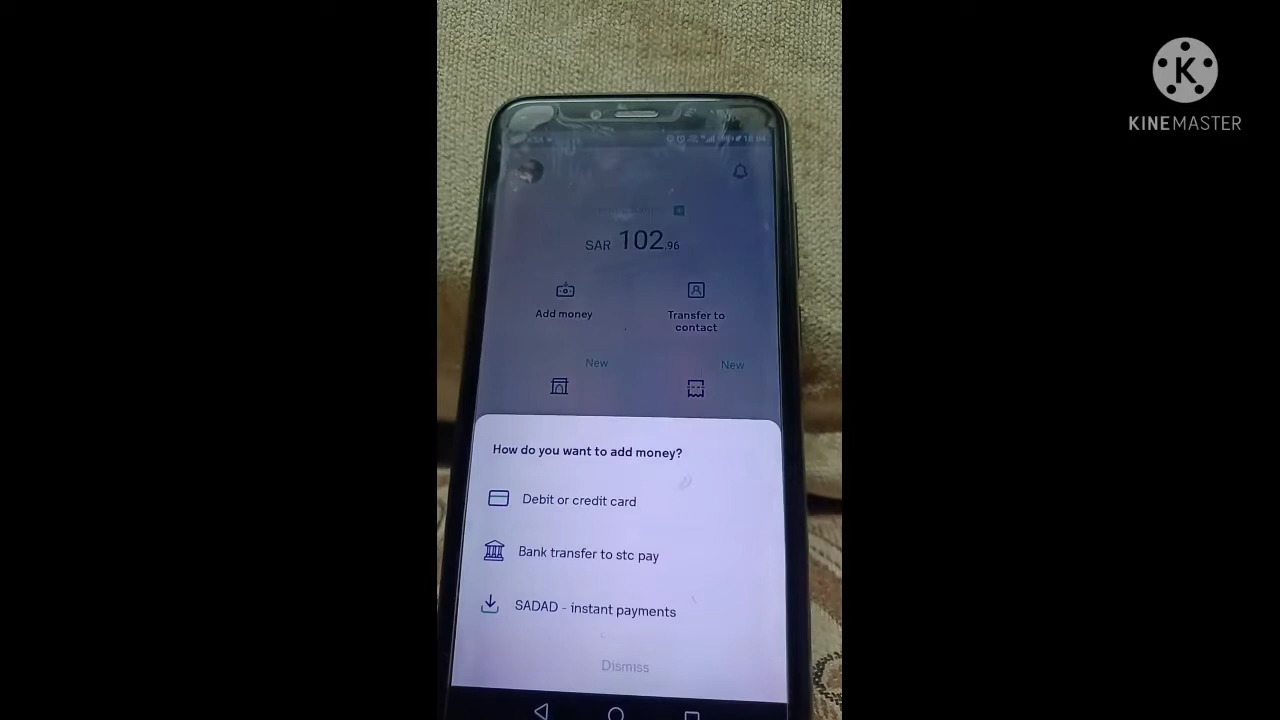 KINEMASTER
SAR 102.96
Add money
Transfer to
contact
New
New
How do you want to add money?
Debit or credit card
Bank transfer to stc pay
SADAD - instant payments
Dismiss